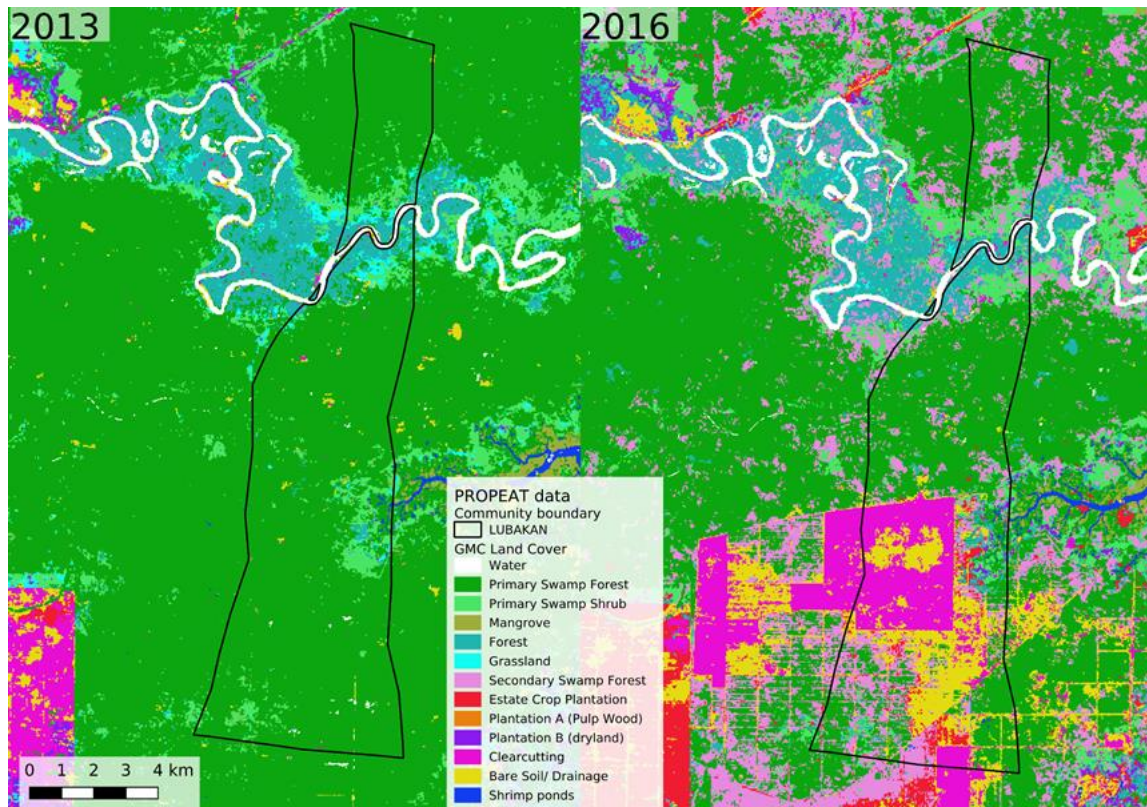 2013
2016
PROPEAT data
Community boundary
LUBAKAN
GMC Land Cover
Water
Primary Swamp Forest
Primary Swamp Shrub
Mangrove
Forest
Grassland
Secondary Swamp Forest
Estate Crop Plantation
Plantation A (Pulp Wood)
Plantation B (dryland)
Clearcutting
Bare Soil/ Drainage
Shrimp ponds
0 1 2 3 4 km